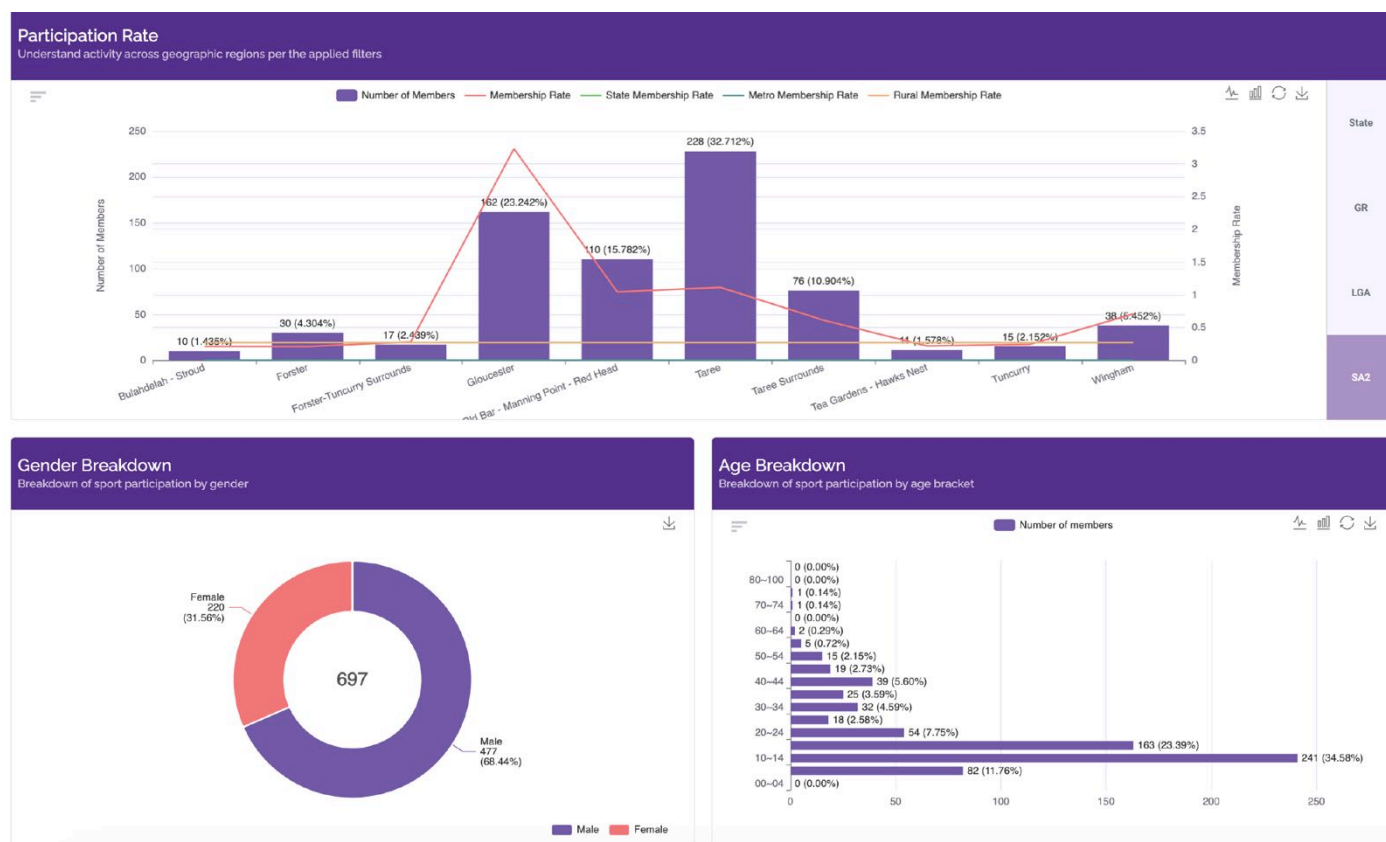 Participation Rate
Understand activity across geographic regions per the applied filters
Number of Members
Membership Rate
State Membership Rate
Metro Membership Rate
Rural Membership Rate
State
GR
LGA
SA2
Number of Members
250
200
150
100
50
0
10 (1.435%)
30 (4.304%)
17 (2.439%)
162 (23.242%)
110 (15.782%)
228 (32.712%)
76 (10.904%)
11 (1.578%)
15 (2.152%)
38 (5.452%)
3.5
3
2.5
2
1.5
1
0.5
0
Membership Rate
Bulahdelah - Stroud
Forster
Forster-Tuncurry Surrounds
Gloucester
Old Bar - Manning Point - Red Head
Taree
Taree Surrounds
Tea Gardens - Hawks Nest
Tuncurry
Wingham
Gender Breakdown
Breakdown of sport participation by gender
Female
220
(31.56%)
697
Male
477
(68.44%)
Male
Female
Age Breakdown
Breakdown of sport participation by age bracket
Number of members
0 (0.00%)
80~100 0 (0.00%)
1 (0.14%)
70~74 1 (0.14%)
0 (0.00%)
60~64 2 (0.29%)
5 (0.72%)
50~54 15 (2.15%)
19 (2.73%)
40~44 39 (5.60%)
25 (3.59%)
30~34 32 (4.59%)
18 (2.58%)
20~24 54 (7.75%)
163 (23.39%)
10~14 241 (34.58%)
82 (11.76%)
00~04 0 (0.00%)
0
50
100
150
200
250